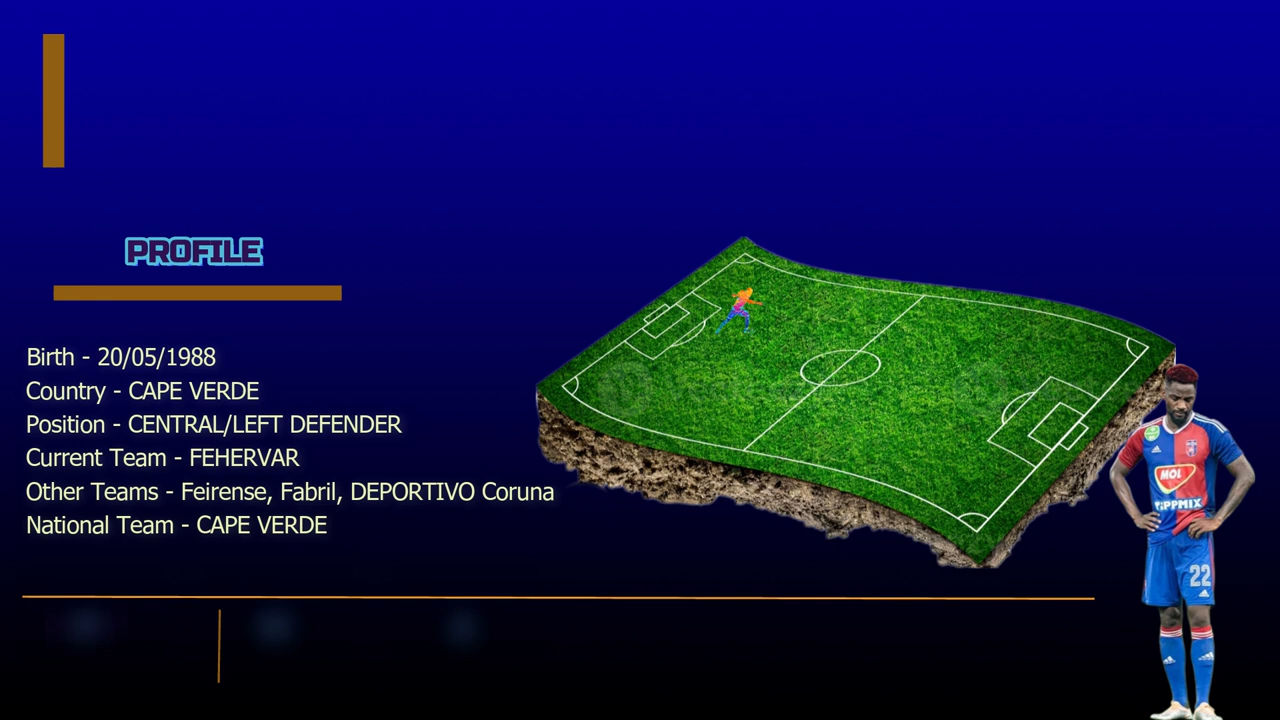 PROFILE
Birth - 20/05/1988
Country - CAPE VERDE
Position - CENTRAL/LEFT DEFENDER
Current Team - FEHERVAR
Other Teams - Feirense, Fabril, DEPORTIVO Coruna
National Team - CAPE VERDE
MOL
TIPPMIX
22